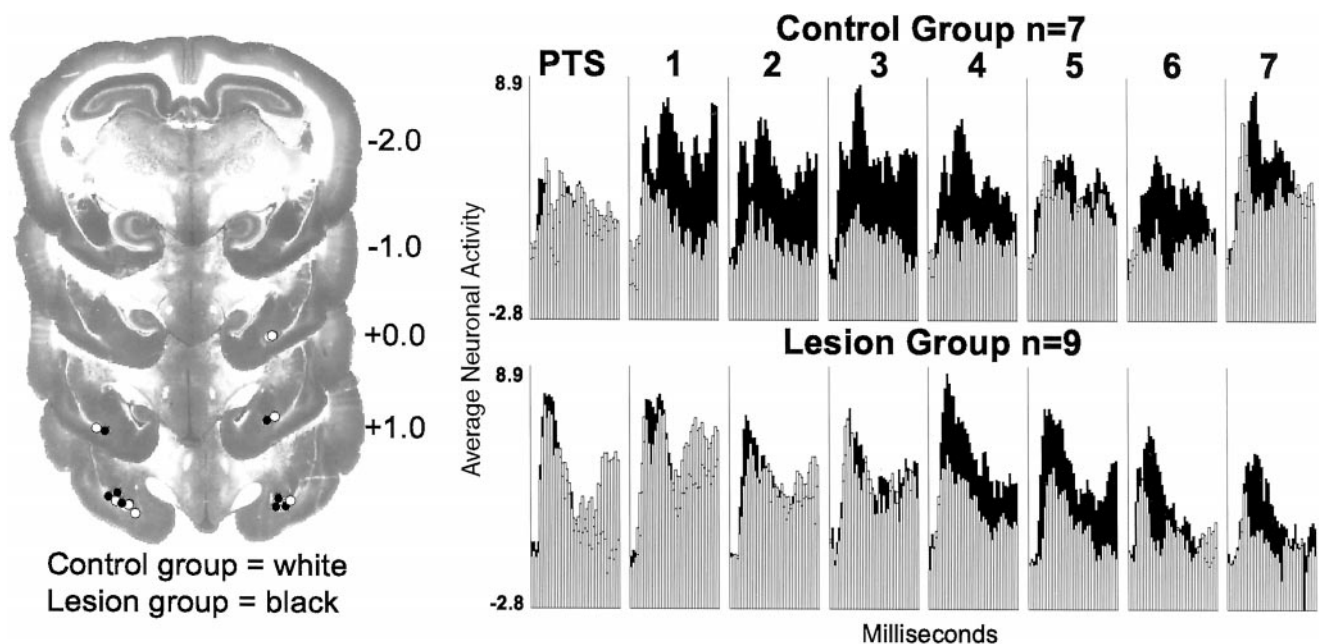 Control Group n=7
PTS 1 2 3 4 5 6 7
8.9
-2.8
Lesion Group n=9
8.9
-2.8
Average Neuronal Activity
Milliseconds
-2.0
-1.0
+0.0
+1.0
Control group = white
Lesion group = black